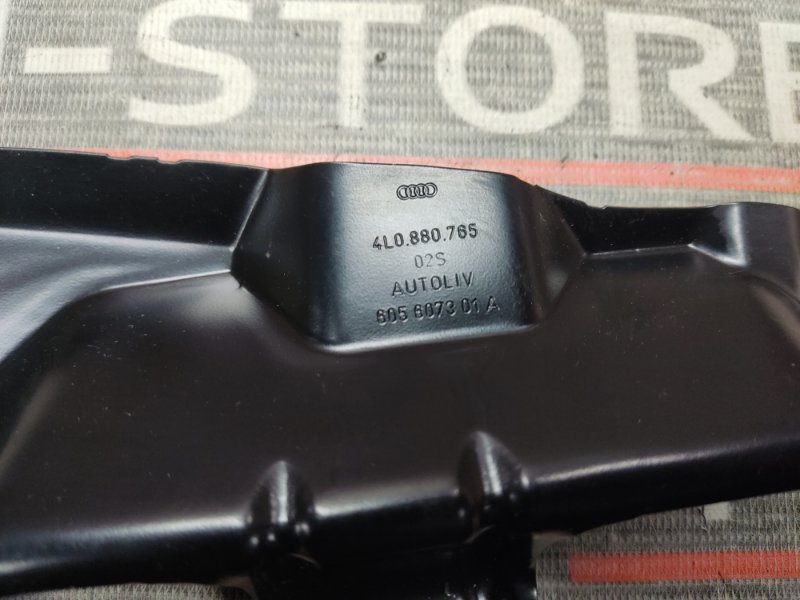 -STORE
4L0.880.765
02S
AUTOLIV
605 6073 01 A